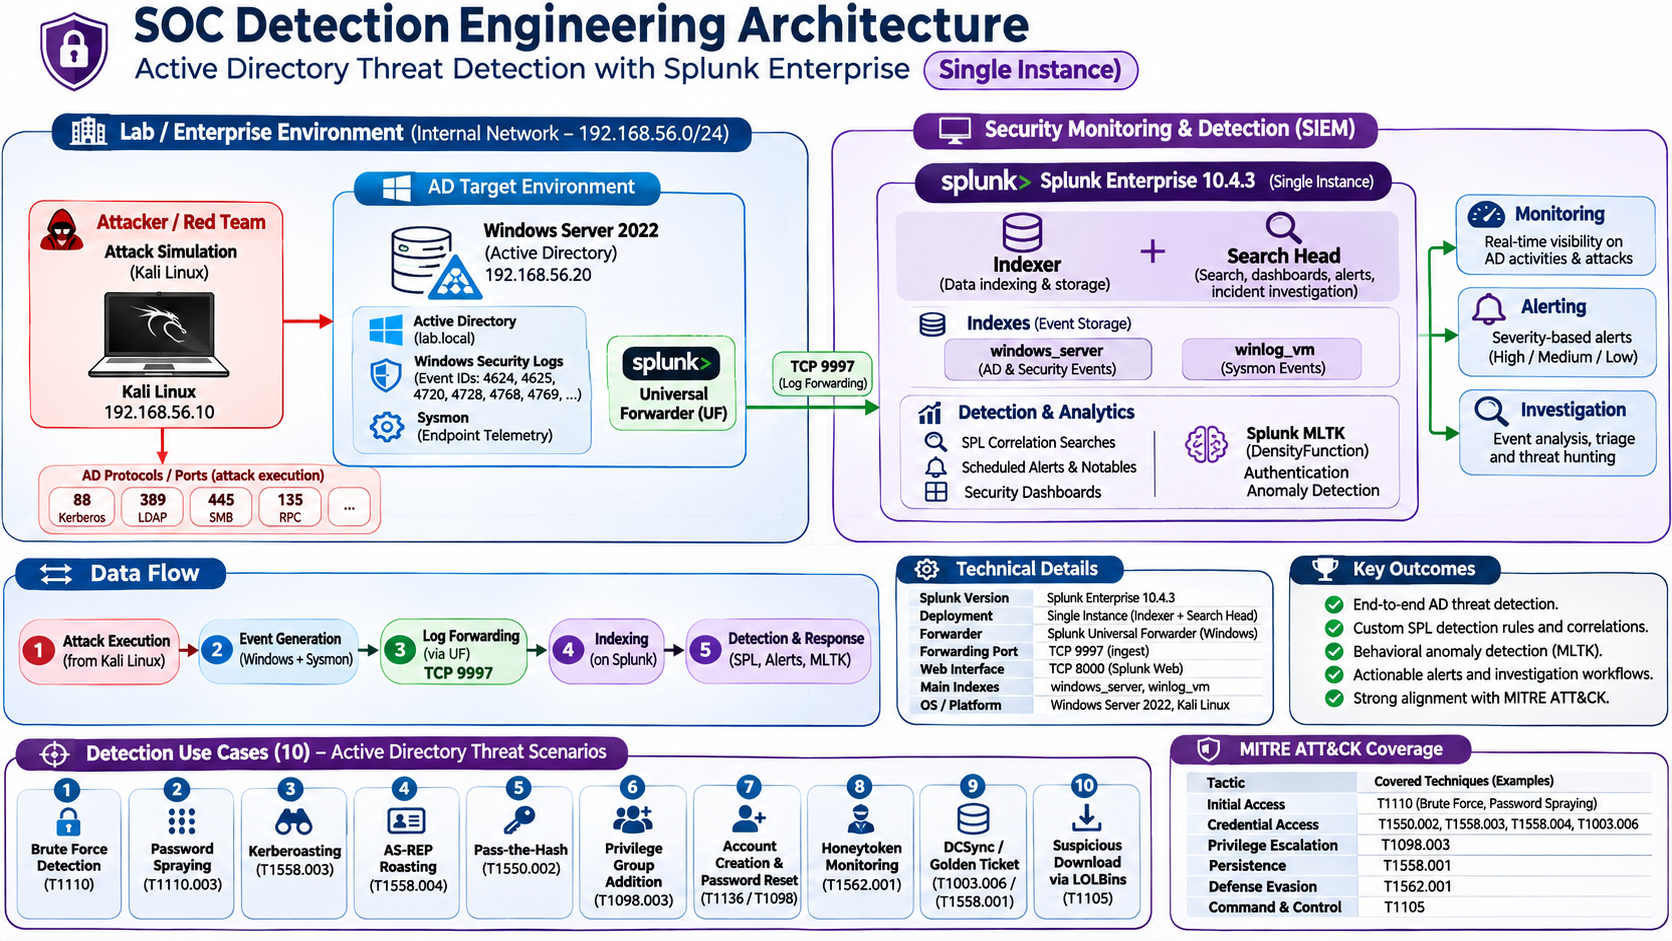 SOC Detection Engineering Architecture
Active Directory Threat Detection with Splunk Enterprise Single Instance)
Lab / Enterprise Environment (Internal Network – 192.168.56.0/24)
Attacker / Red Team
Attack Simulation
(Kali Linux)
Kali Linux
192.168.56.10
AD Protocols / Ports (attack execution)
88
Kerberos
389
LDAP
445
SMB
135
RPC
...
AD Target Environment
Windows Server 2022
(Active Directory)
192.168.56.20
Active Directory
(lab.local)
Windows Security Logs
(Event IDs: 4624, 4625,
4720, 4728, 4768, 4769, ...)
Sysmon
(Endpoint Telemetry)
splunk>
Universal
Forwarder (UF)
TCP 9997
(Log Forwarding)
Security Monitoring & Detection (SIEM)
splunk> Splunk Enterprise 10.4.3 (Single Instance)
Indexer
(Data indexing & storage)
+
Search Head
(Search, dashboards, alerts,
incident investigation)
Indexes (Event Storage)
windows_server
(AD & Security Events)
winlog_vm
(Sysmon Events)
Detection & Analytics
SPL Correlation Searches
Scheduled Alerts & Notables
Security Dashboards
Splunk MLTK
(DensityFunction)
Authentication
Anomaly Detection
Monitoring
Real-time visibility on
AD activities & attacks
Alerting
Severity-based alerts
(High / Medium / Low)
Investigation
Event analysis, triage
and threat hunting
Data Flow
1 Attack Execution
(from Kali Linux)
2 Event Generation
(Windows + Sysmon)
3 Log Forwarding
(via UF)
TCP 9997
4 Indexing
(on Splunk)
5 Detection & Response
(SPL, Alerts, MLTK)
Technical Details
Splunk Version Splunk Enterprise 10.4.3
Deployment Single Instance (Indexer + Search Head)
Forwarder Splunk Universal Forwarder (Windows)
Forwarding Port TCP 9997 (ingest)
Web Interface TCP 8000 (Splunk Web)
Main Indexes windows_server, winlog_vm
OS / Platform Windows Server 2022, Kali Linux
Key Outcomes
End-to-end AD threat detection.
Custom SPL detection rules and correlations.
Behavioral anomaly detection (MLTK).
Actionable alerts and investigation workflows.
Strong alignment with MITRE ATT&CK.
Detection Use Cases (10) – Active Directory Threat Scenarios
1
Brute Force
Detection
(T1110)
2
Password
Spraying
(T1110.003)
3
Kerberoasting
(T1558.003)
4
AS-REP
Roasting
(T1558.004)
5
Pass-the-Hash
(T1550.002)
6
Privilege
Group
Addition
(T1098.003)
7
Account
Creation &
Password Reset
(T1136 / T1098)
8
Honeytoken
Monitoring
(T1562.001)
9
DCSync /
Golden Ticket
(T1003.006 /
(T1558.001)
10
Suspicious
Download
via LOLBins
(T1105)
MITRE ATT&CK Coverage
Tactic Covered Techniques (Examples)
Initial Access T1110 (Brute Force, Password Spraying)
Credential Access T1550.002, T1558.003, T1558.004, T1003.006
Privilege Escalation T1098.003
Persistence T1558.001
Defense Evasion T1562.001
Command & Control T1105